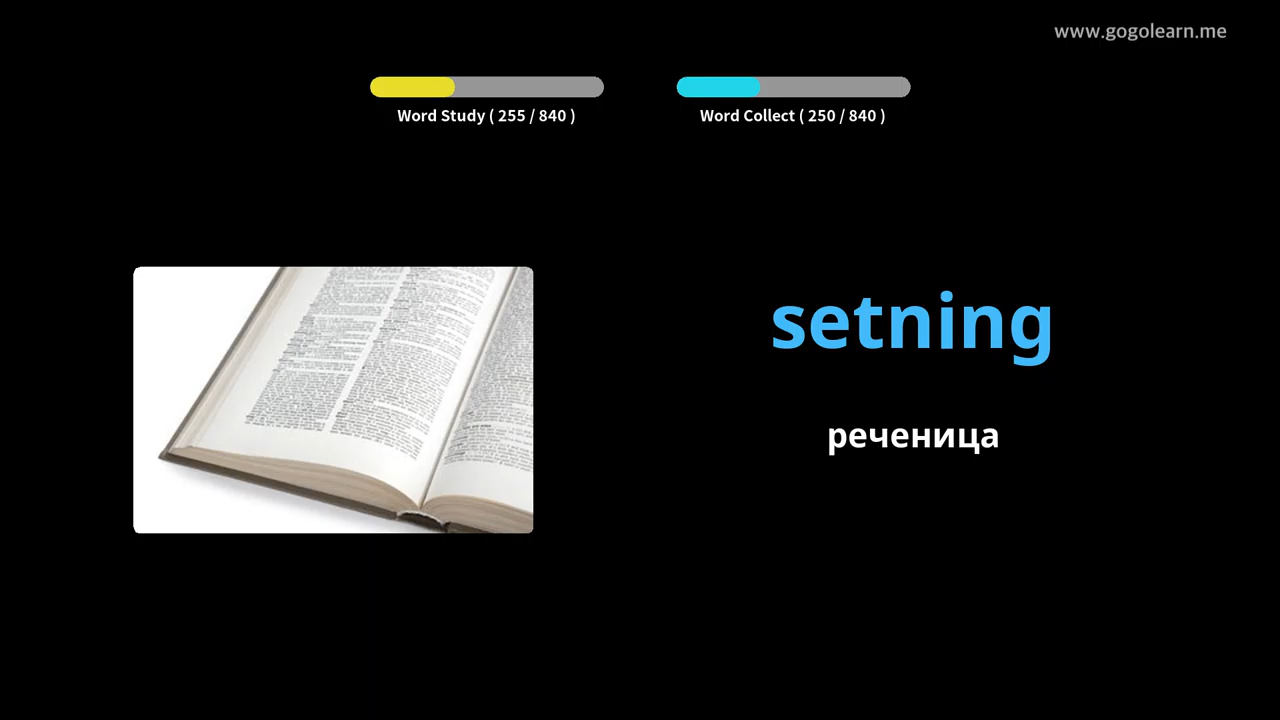 www.gogolearn.me
Word Study ( 255 / 840 )
Word Collect ( 250 / 840 )
setning
реченица